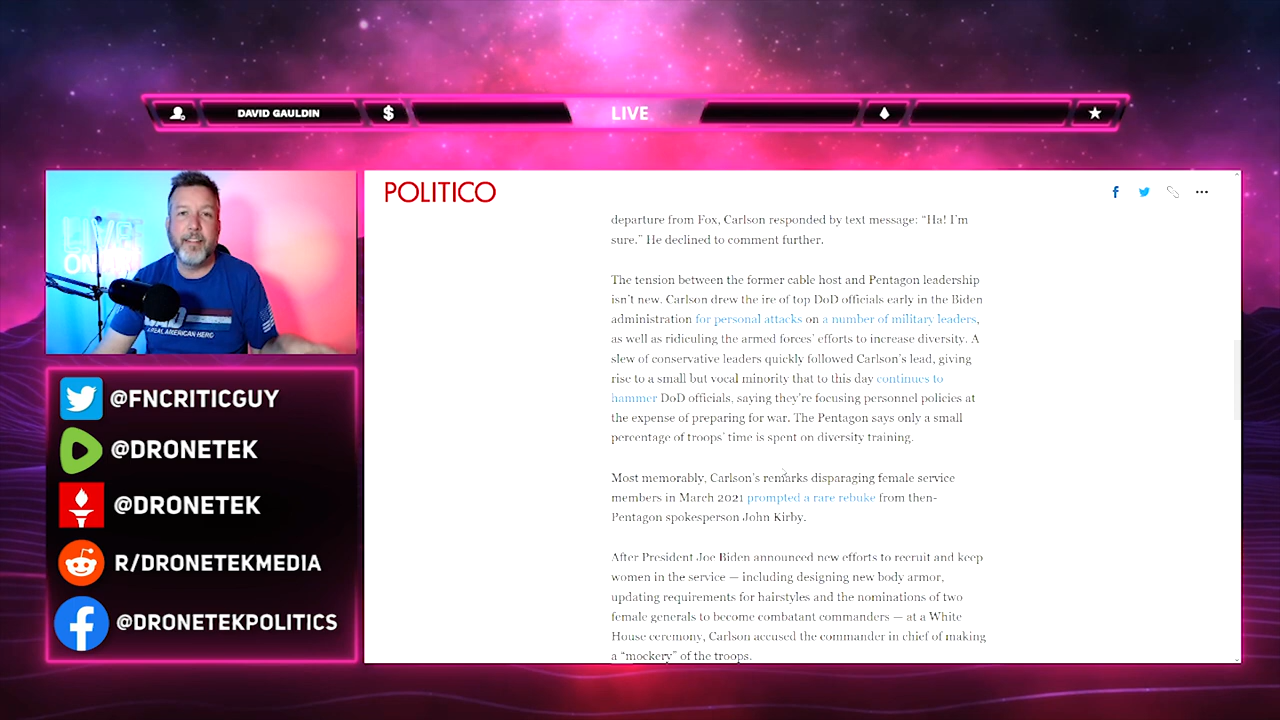 DAVID GAULDIN
$
LIVE
POLITICO
departure from Fox, Carlson responded by text message: “Ha! I’m
sure.” He declined to comment further.
The tension between the former cable host and Pentagon leadership
isn’t new. Carlson drew the ire of top DoD officials early in the Biden
administration for personal attacks on a number of military leaders,
as well as ridiculing the armed forces’ efforts to increase diversity. A
slew of conservative leaders quickly followed Carlson’s lead, giving
rise to a small but vocal minority that to this day continues to
hammer DoD officials, saying they’re focusing personnel policies at
the expense of preparing for war. The Pentagon says only a small
percentage of troops’ time is spent on diversity training.
Most memorably, Carlson’s remarks disparaging female service
members in March 2021 prompted a rare rebuke from then-
Pentagon spokesperson John Kirby.
After President Joe Biden announced new efforts to recruit and keep
women in the service — including designing new body armor,
updating requirements for hairstyles and the nominations of two
female generals to become combatant commanders — at a White
House ceremony, Carlson accused the commander in chief of making
a “mockery” of the troops.
REAL AMERICAN HERO
@FNCRITICGUY
@DRONETEK
@DRONETEK
R/DRONETEKMEDIA
@DRONETEKPOLITICS